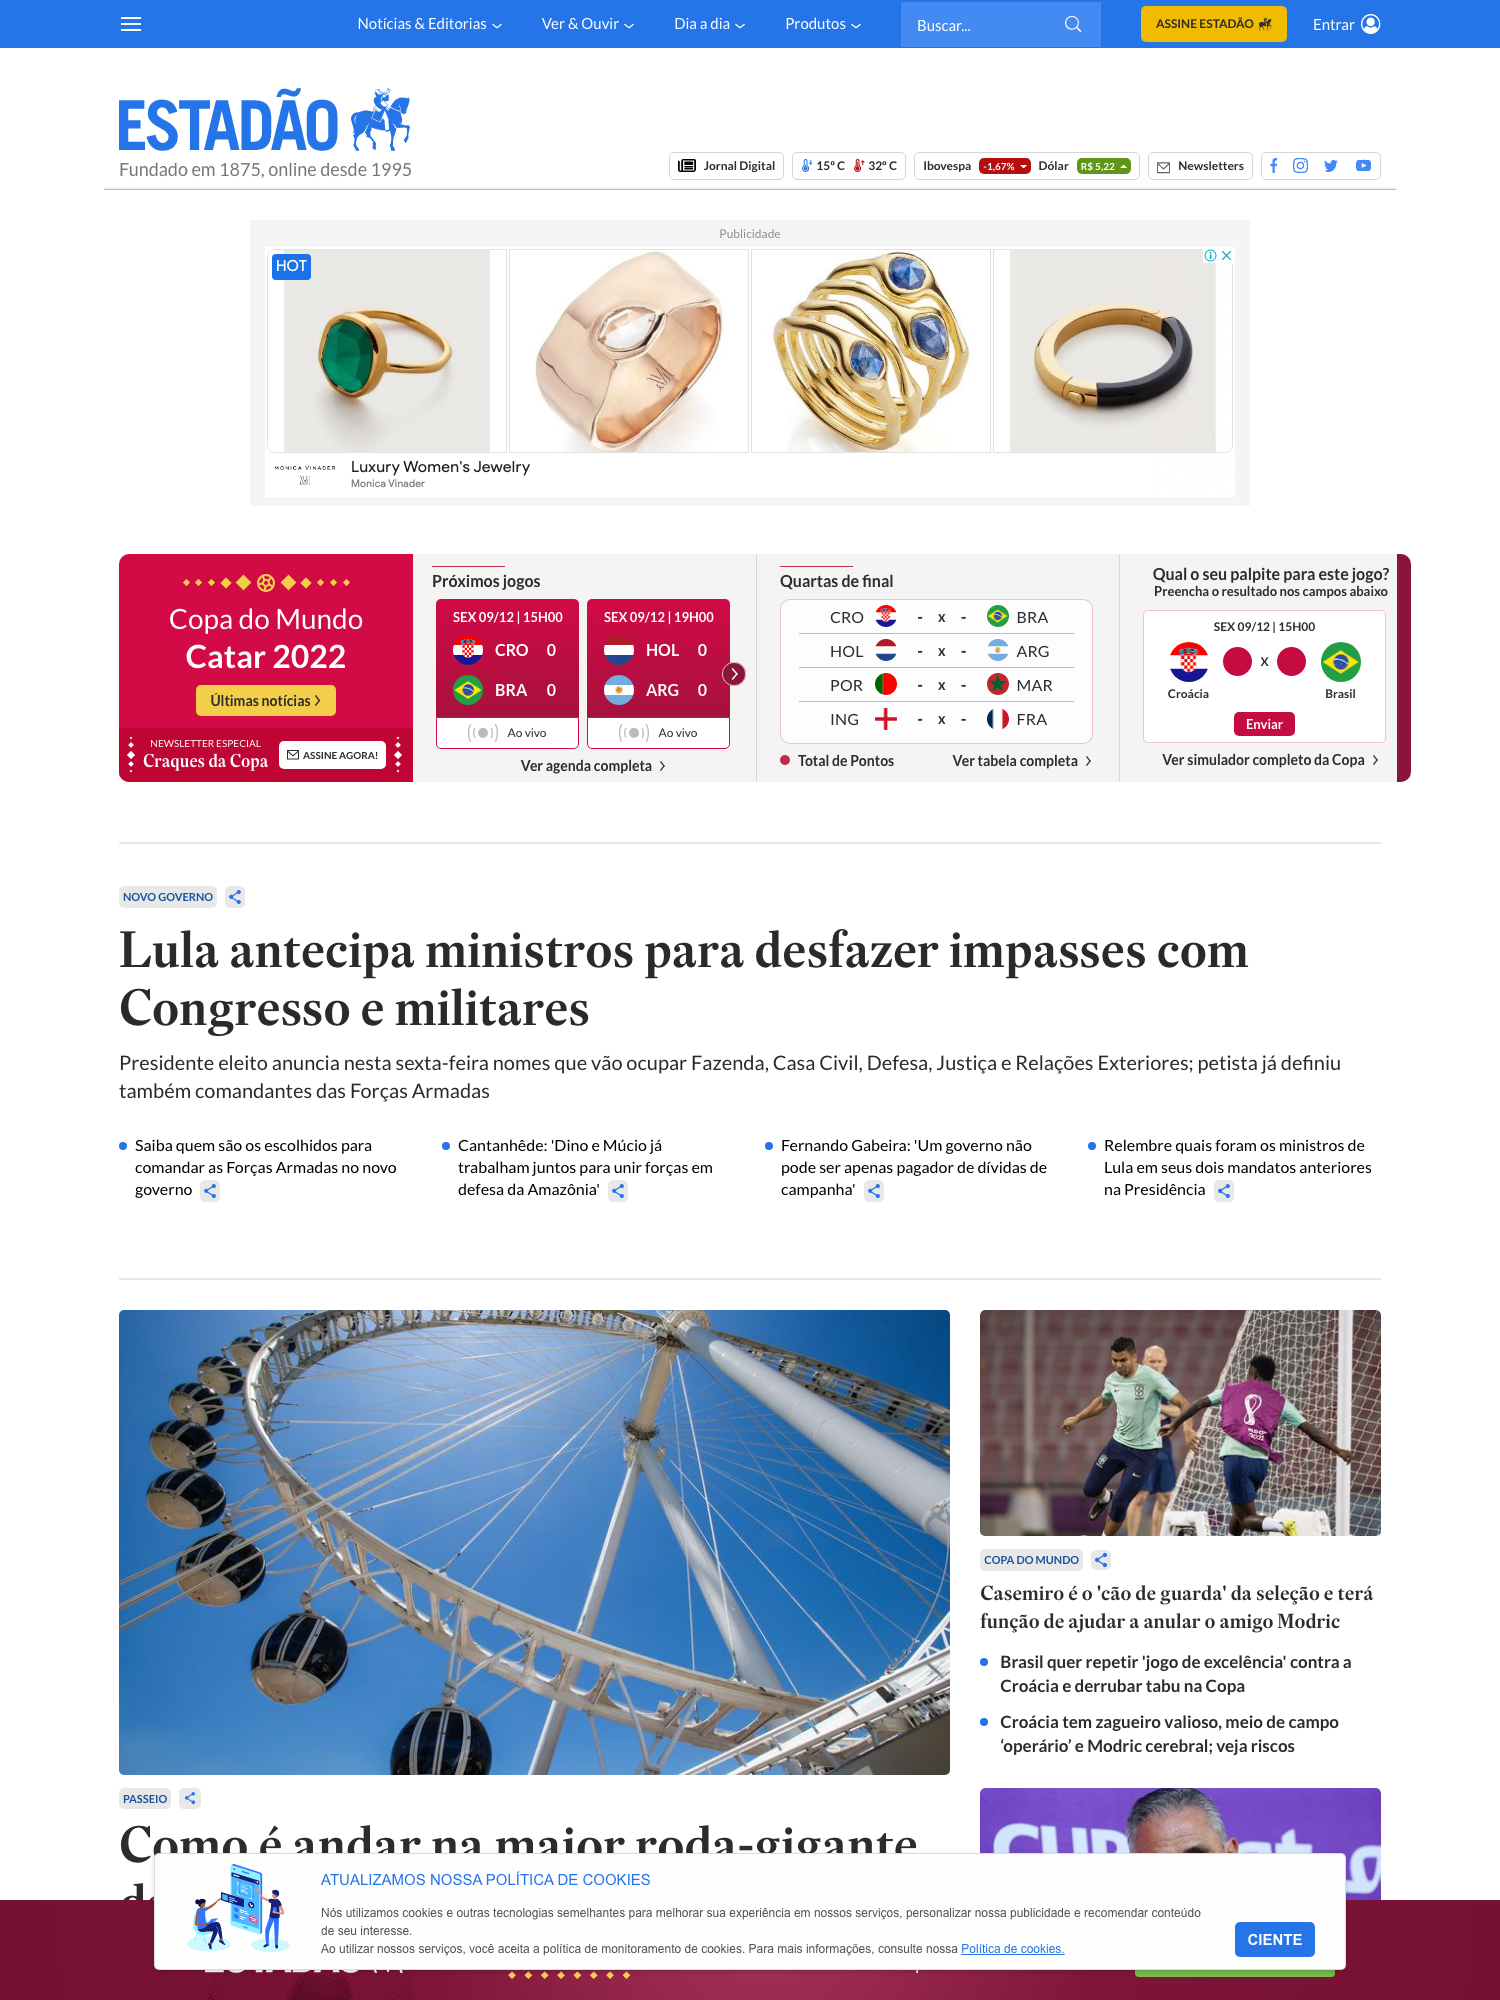 Notícias & Editorias
Ver & Ouvir
Dia a dia
Produtos
Buscar...
ASSINE ESTADÃO
Entrar
ESTADÃO
Fundado em 1875, online desde 1995
Jornal Digital
15º C 32º C
Ibovespa -1,67% Dólar R$ 5,22
Newsletters
Publicidade
HOT
MONICA VINADER
Luxury Women's Jewelry
Monica Vinader
Copa do Mundo
Catar 2022
Últimas notícias
NEWSLETTER ESPECIAL
Craques da Copa
ASSINE AGORA!
Próximos jogos
SEX 09/12 | 15H00
CRO 0
BRA 0
Ao vivo
SEX 09/12 | 19H00
HOL 0
ARG 0
Ao vivo
Ver agenda completa
Quartas de final
CRO - x - BRA
HOL - x - ARG
POR - x - MAR
ING - x - FRA
Total de Pontos
Ver tabela completa
Qual o seu palpite para este jogo?
Preencha o resultado nos campos abaixo
SEX 09/12 | 15H00
x
Croácia
Brasil
Enviar
Ver simulador completo da Copa
NOVO GOVERNO
Lula antecipa ministros para desfazer impasses com
Congresso e militares
Presidente eleito anuncia nesta sexta-feira nomes que vão ocupar Fazenda, Casa Civil, Defesa, Justiça e Relações Exteriores; petista já definiu
também comandantes das Forças Armadas
Saiba quem são os escolhidos para
comandar as Forças Armadas no novo
governo
Cantanhêde: 'Dino e Múcio já
trabalham juntos para unir forças em
defesa da Amazônia'
Fernando Gabeira: 'Um governo não
pode ser apenas pagador de dívidas de
campanha'
Relembre quais foram os ministros de
Lula em seus dois mandatos anteriores
na Presidência
COPA DO MUNDO
Casemiro é o 'cão de guarda' da seleção e terá
função de ajudar a anular o amigo Modric
Brasil quer repetir 'jogo de excelência' contra a
Croácia e derrubar tabu na Copa
Croácia tem zagueiro valioso, meio de campo
‘operário’ e Modric cerebral; veja riscos
PASSEIO
Como é andar na maior roda-gigante
ATUALIZAMOS NOSSA POLÍTICA DE COOKIES
Nós utilizamos cookies e outras tecnologias semelhantes para melhorar sua experiência em nossos serviços, personalizar nossa publicidade e recomendar conteúdo
de seu interesse.
Ao utilizar nossos serviços, você aceita a política de monitoramento de cookies. Para mais informações, consulte nossa Política de cookies.
CIENTE